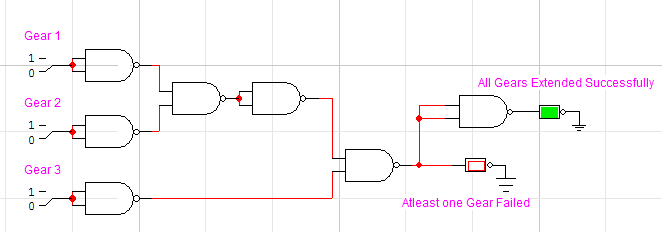 Gear 1
1
0
All Gears Extended Successfully
Gear 2
1
0
Gear 3
1
0
Atleast one Gear Failed